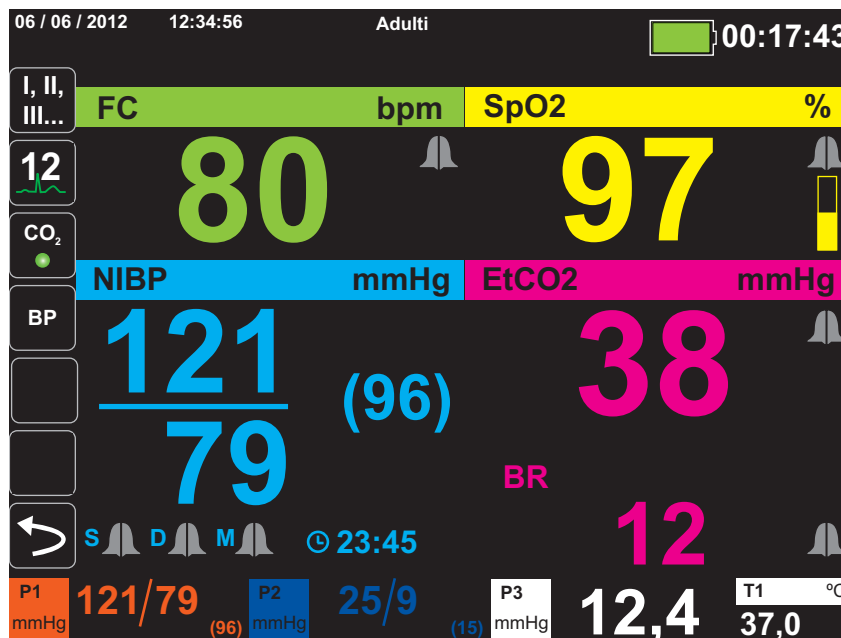 06 / 06 / 2012 12:34:56 Adulti 00:17:43
I, II,
III...
FC bpm SpO2 %
12
80 97
CO2
NIBP mmHg EtCO2 mmHg
BP
121
79
(96)
38
BR
12
S D M 23:45
P1
mmHg
121/79
(96)
P2
mmHg
25/9
(15)
P3
mmHg
12,4
T1 ºC
37,0